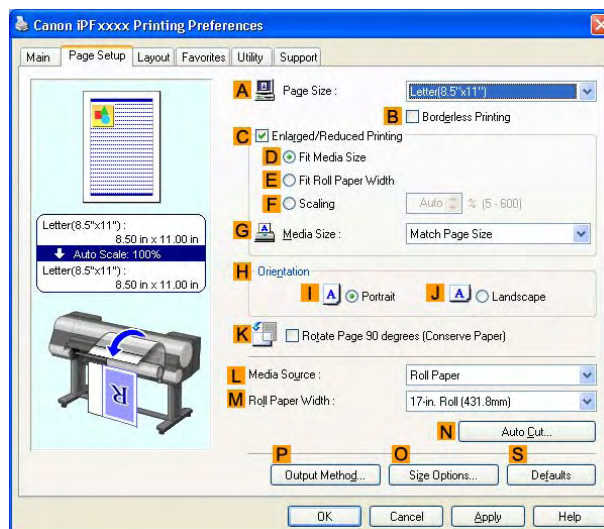 Canon iPFxxxx Printing Preferences
Main Page Setup Layout Favorites Utility Support
A Page Size : Letter(8.5"x11")
B Borderless Printing
C Enlarged/Reduced Printing
D Fit Media Size
E Fit Roll Paper Width
F Scaling Auto % (5 - 600)
G Media Size : Match Page Size
Letter(8.5"x11") :
8.50 in x 11.00 in
Auto Scale: 100%
Letter(8.5"x11") :
8.50 in x 11.00 in
H Orientation
I A Portrait J A Landscape
K Rotate Page 90 degrees (Conserve Paper)
R
L Media Source : Roll Paper
M Roll Paper Width : 17-in. Roll (431.8mm)
N Auto Cut...
P O S
Output Method... Size Options... Defaults
OK Cancel Apply Help